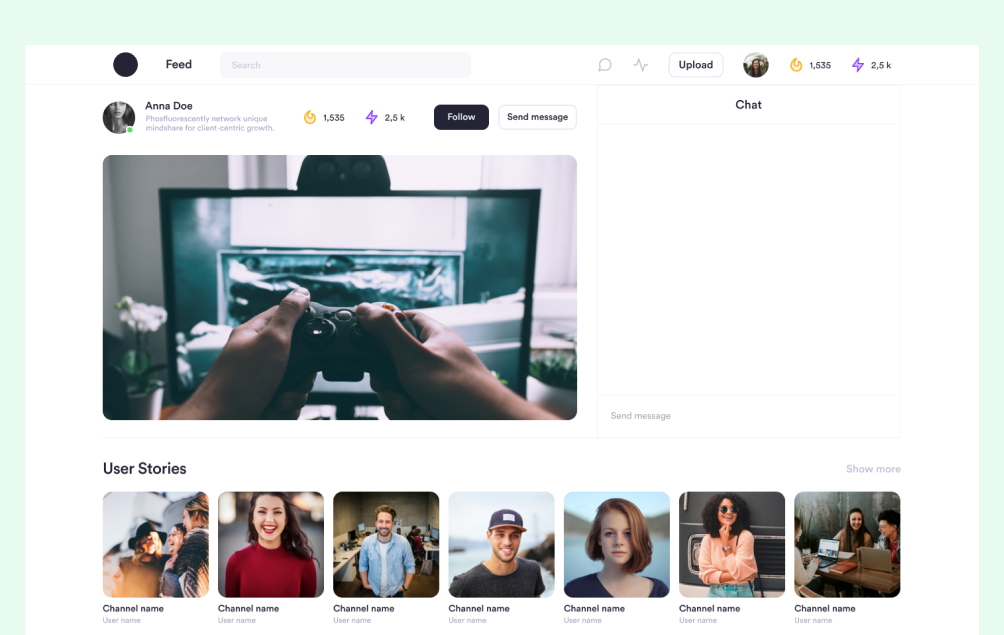 Feed
Search
Upload
1,535
2,5 k
Anna Doe
Phosfluorescently network unique
mindshare for client-centric growth.
1,535
2,5 k
Follow
Send message
Chat
Send message
User Stories
Show more
Channel name
User name
Channel name
User name
Channel name
User name
Channel name
User name
Channel name
User name
Channel name
User name
Channel name
User name